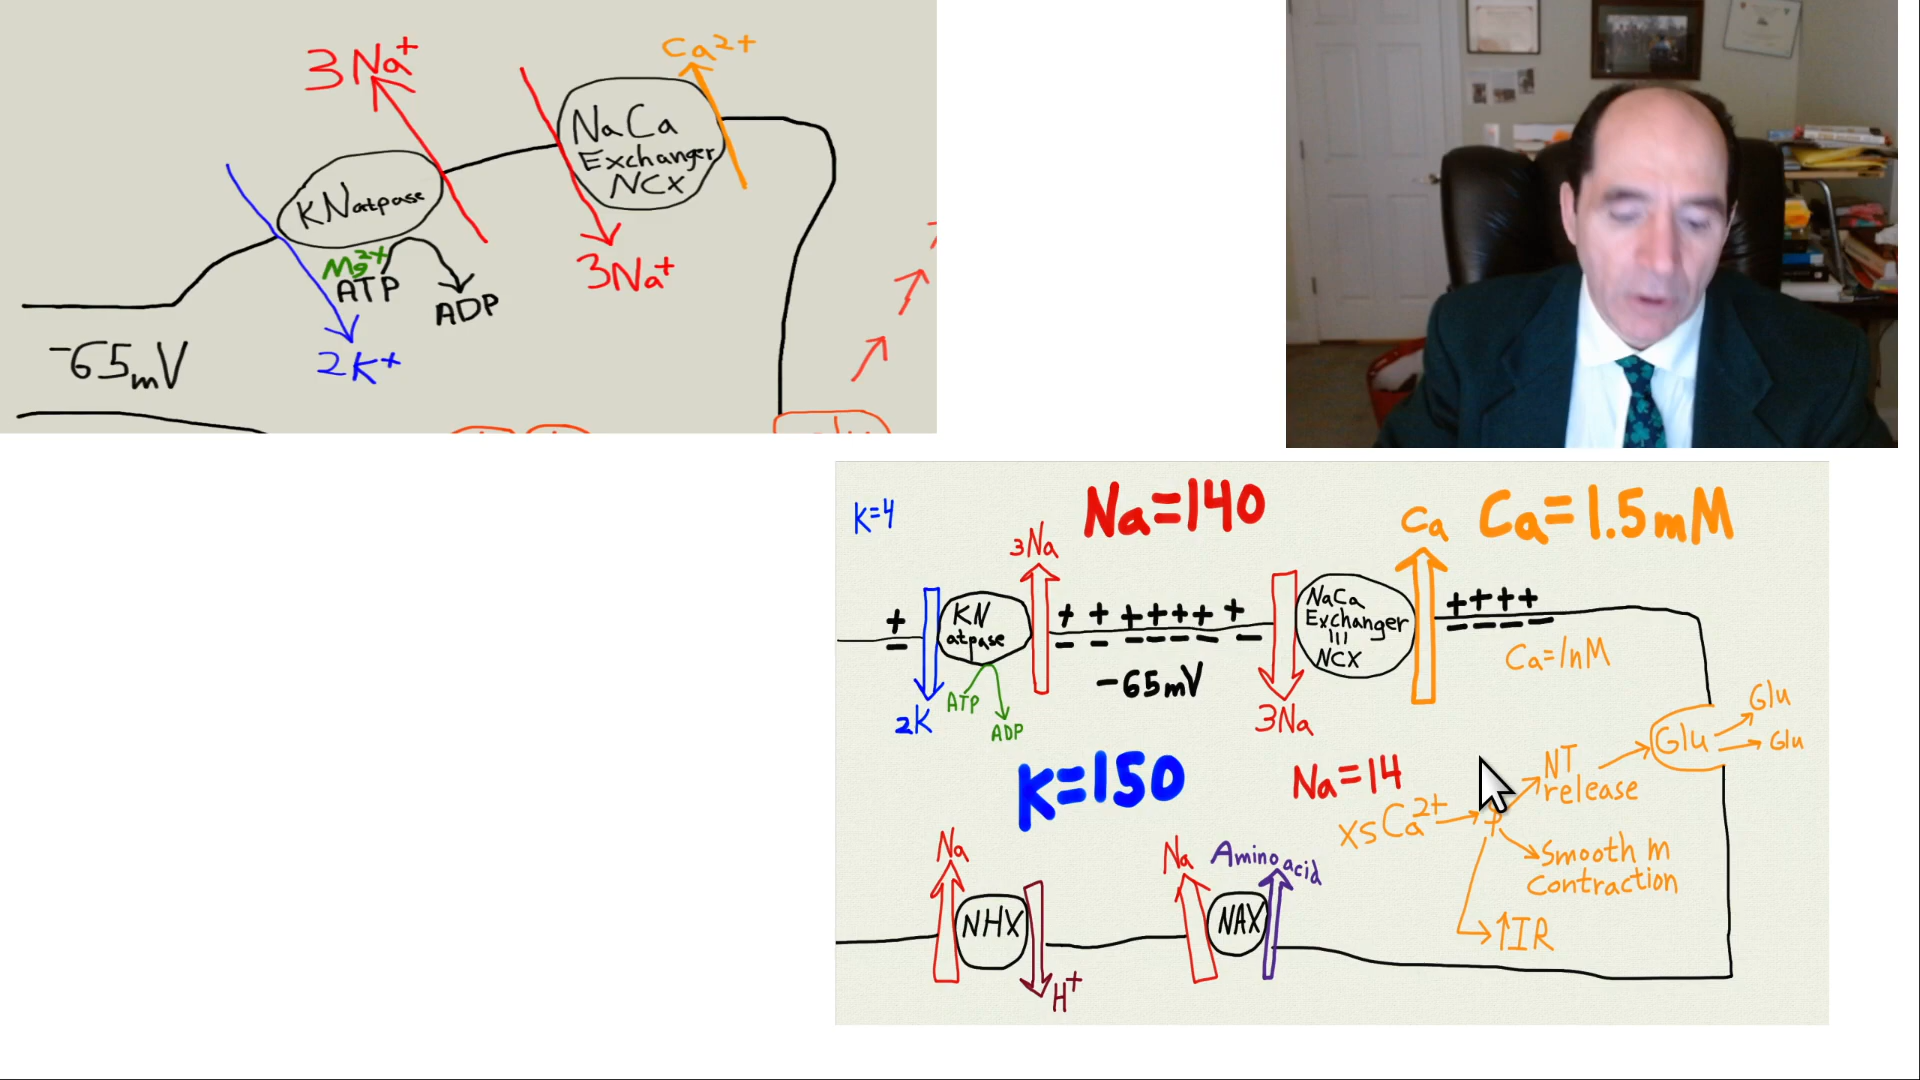 3Na⁺
Ca²⁺
NaCa
Exchanger
NCX
KNatpase
Mg²⁺
ATP
ADP
3Na⁺
-65mV
2K⁺
K=4
Na=140
Ca
Ca=1.5mM
3Na
+ + + + + + + +
++++
KN
atpase
NaCa
Exchanger
NCX
Ca=1nM
-65mV
ATP
2K
ADP
3Na
Glu
Glu
Glu
K=150
Na=14
NT
release
xsCa²⁺
Smooth m
contraction
↑IR
Na
NHX
H⁺
Na
Amino acid
NAX